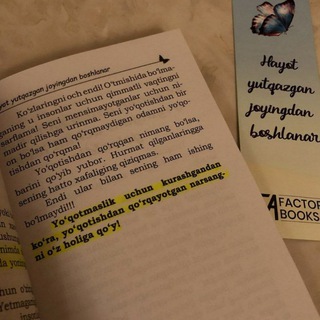 yot yutqazgan joyingdan boshlanar
Ko'zlaringni och endi! O'tmishida bo'lma-
ganing u insonlar uchun qimmatli vaqtingni
sarflama! Seni mensimayotganlar uchun ni-
madir qilishga urinma. Seni yo'qotishdan bir
on bo'lsa ham qo'rqmaydigan odamni yo'qo-
tishdan qo'rqma!
Yo'qotishdan qo'rqqan nimang bo'lsa,
barini qo'yib yubor. Hurmat qilganlaringga
sening hatto xafaliging qiziqmas.
Endi ular bilan sening ham ishing
bo'lmaydi!!!
Yo'qotmaslik uchun kurashgandan
ko'ra, yo'qotishdan qo'rqayotgan narsang-
ni o'z holiga qo'y!
Hayot
yutqazgan
joyingdan
boshlanar
FACTOR
BOOKS